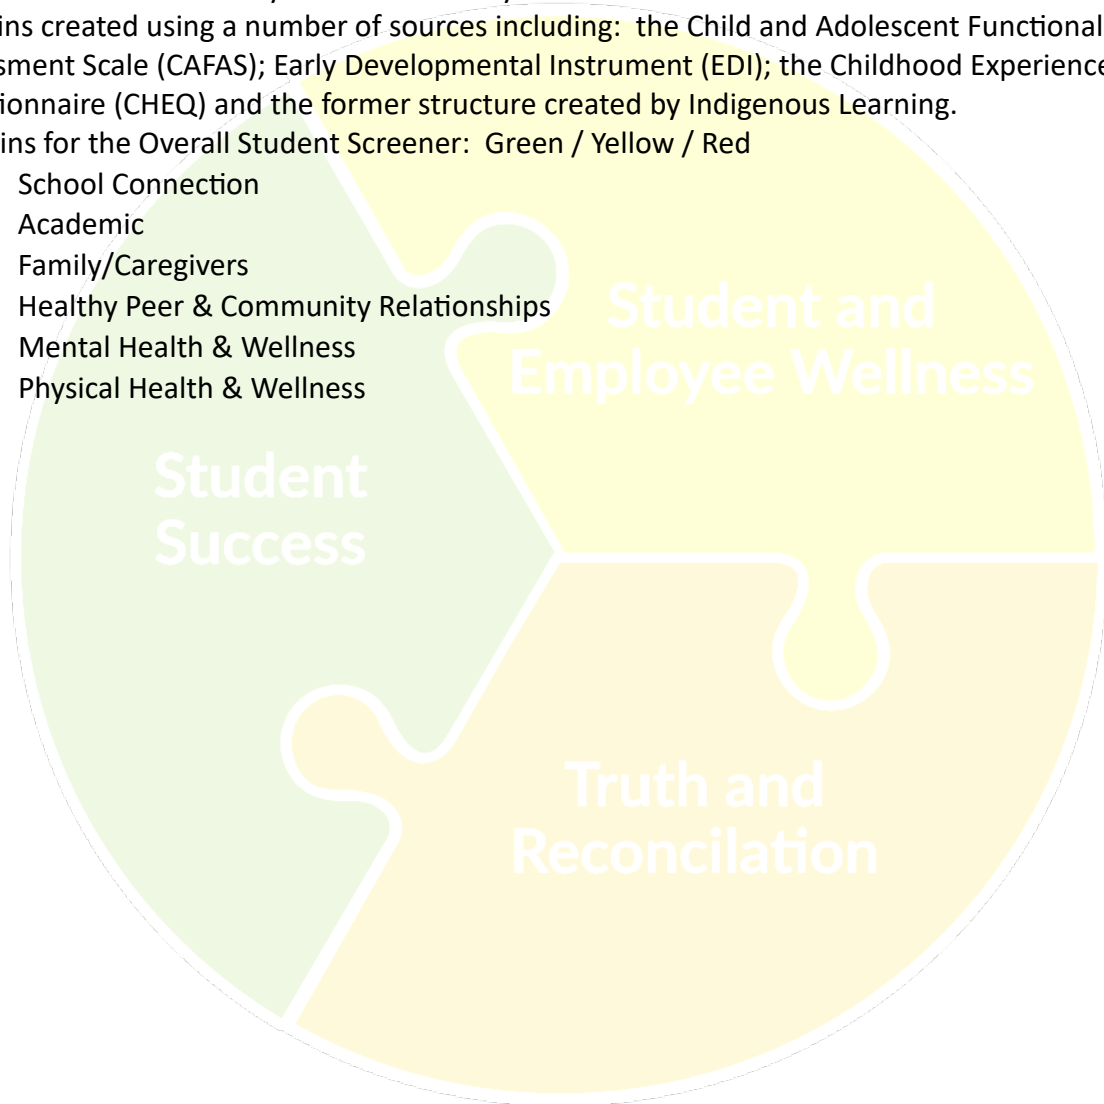 ins created using a number of sources including: the Child and Adolescent Functional
sment Scale (CAFAS); Early Developmental Instrument (EDI); the Childhood Experience
ionnaire (CHEQ) and the former structure created by Indigenous Learning.
ins for the Overall Student Screener: Green / Yellow / Red
School Connection
Academic
Family/Caregivers
Healthy Peer & Community Relationships
Mental Health & Wellness
Physical Health & Wellness
Student and
Employee Wellness
Student
Success
Truth and
Reconcilation